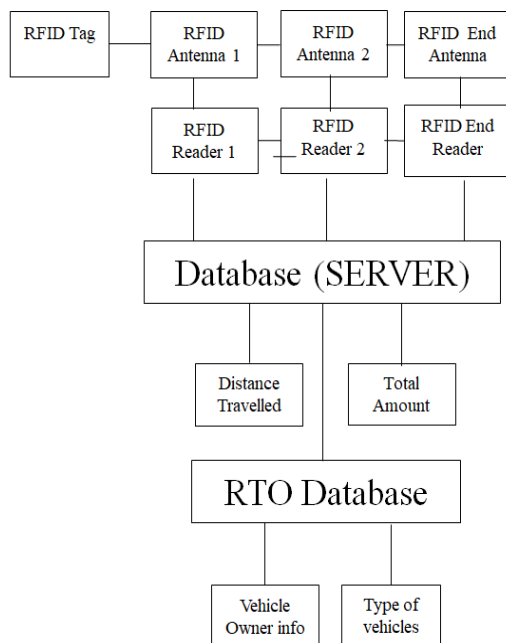 RFID Tag
RFID
Antenna 1
RFID
Antenna 2
RFID End
Antenna
RFID
Reader 1
RFID
Reader 2
RFID End
Reader
Database (SERVER)
Distance
Travelled
Total
Amount
RTO Database
Vehicle
Owner info
Type of
vehicles